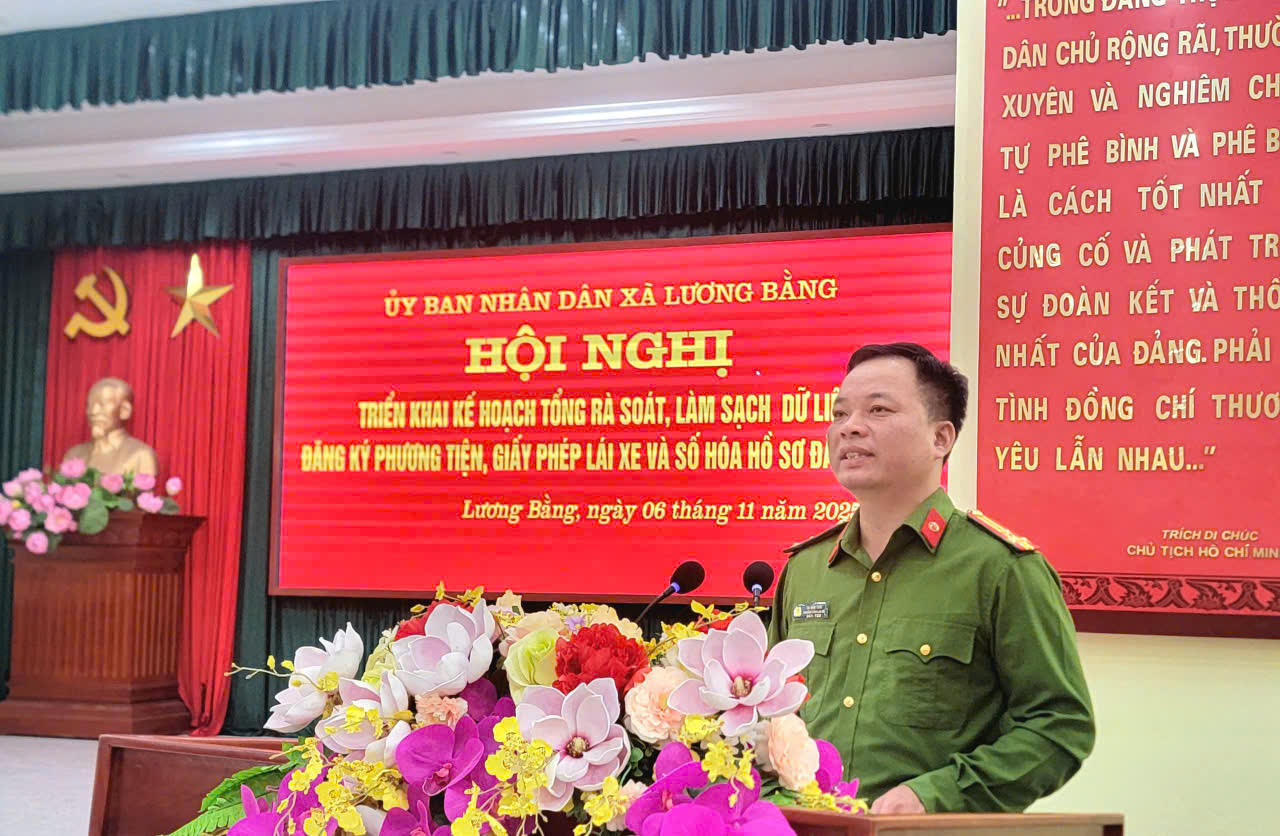 ỦY BAN NHÂN DÂN XÃ LƯƠNG BẰNG
HỘI NGHỊ
TRIỂN KHAI KẾ HOẠCH TỔNG RÀ SOÁT, LÀM SẠCH DỮ LIỆ
ĐĂNG KÝ PHƯƠNG TIỆN, GIẤY PHÉP LÁI XE VÀ SỐ HÓA HỒ SƠ ĐA
Lương Bằng, ngày 06 tháng 11 năm 2025
"...TRONG ĐẢNG
DÂN CHỦ RỘNG RÃI, THƯỜ
XUYÊN VÀ NGHIÊM CH
TỰ PHÊ BÌNH VÀ PHÊ B
LÀ CÁCH TỐT NHẤT
CỦNG CỐ VÀ PHÁT TR
SỰ ĐOÀN KẾT VÀ THỐ
NHẤT CỦA ĐẢNG. PHẢI
TÌNH ĐỒNG CHÍ THƯƠ
YÊU LẪN NHAU..."
TRÍCH DI CHÚC
CHỦ TỊCH HỒ CHÍ MIN